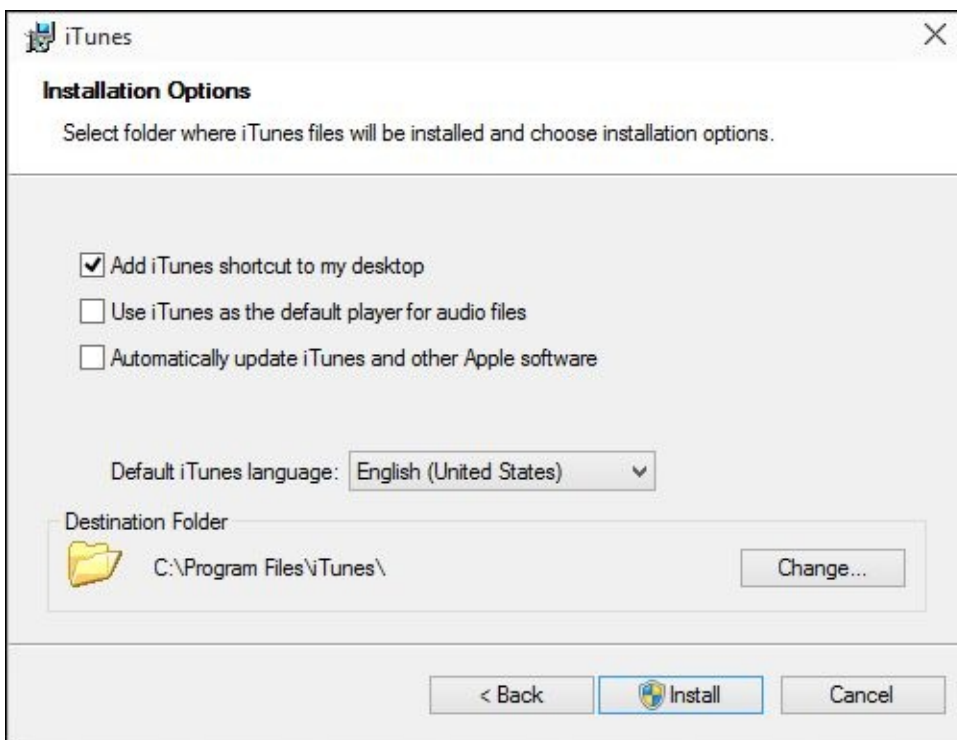 iTunes
Installation Options
Select folder where iTunes files will be installed and choose installation options.
Add iTunes shortcut to my desktop
Use iTunes as the default player for audio files
Automatically update iTunes and other Apple software
Default iTunes language: English (United States)
Destination Folder
C:\Program Files\iTunes\
Change...
< Back
Install
Cancel